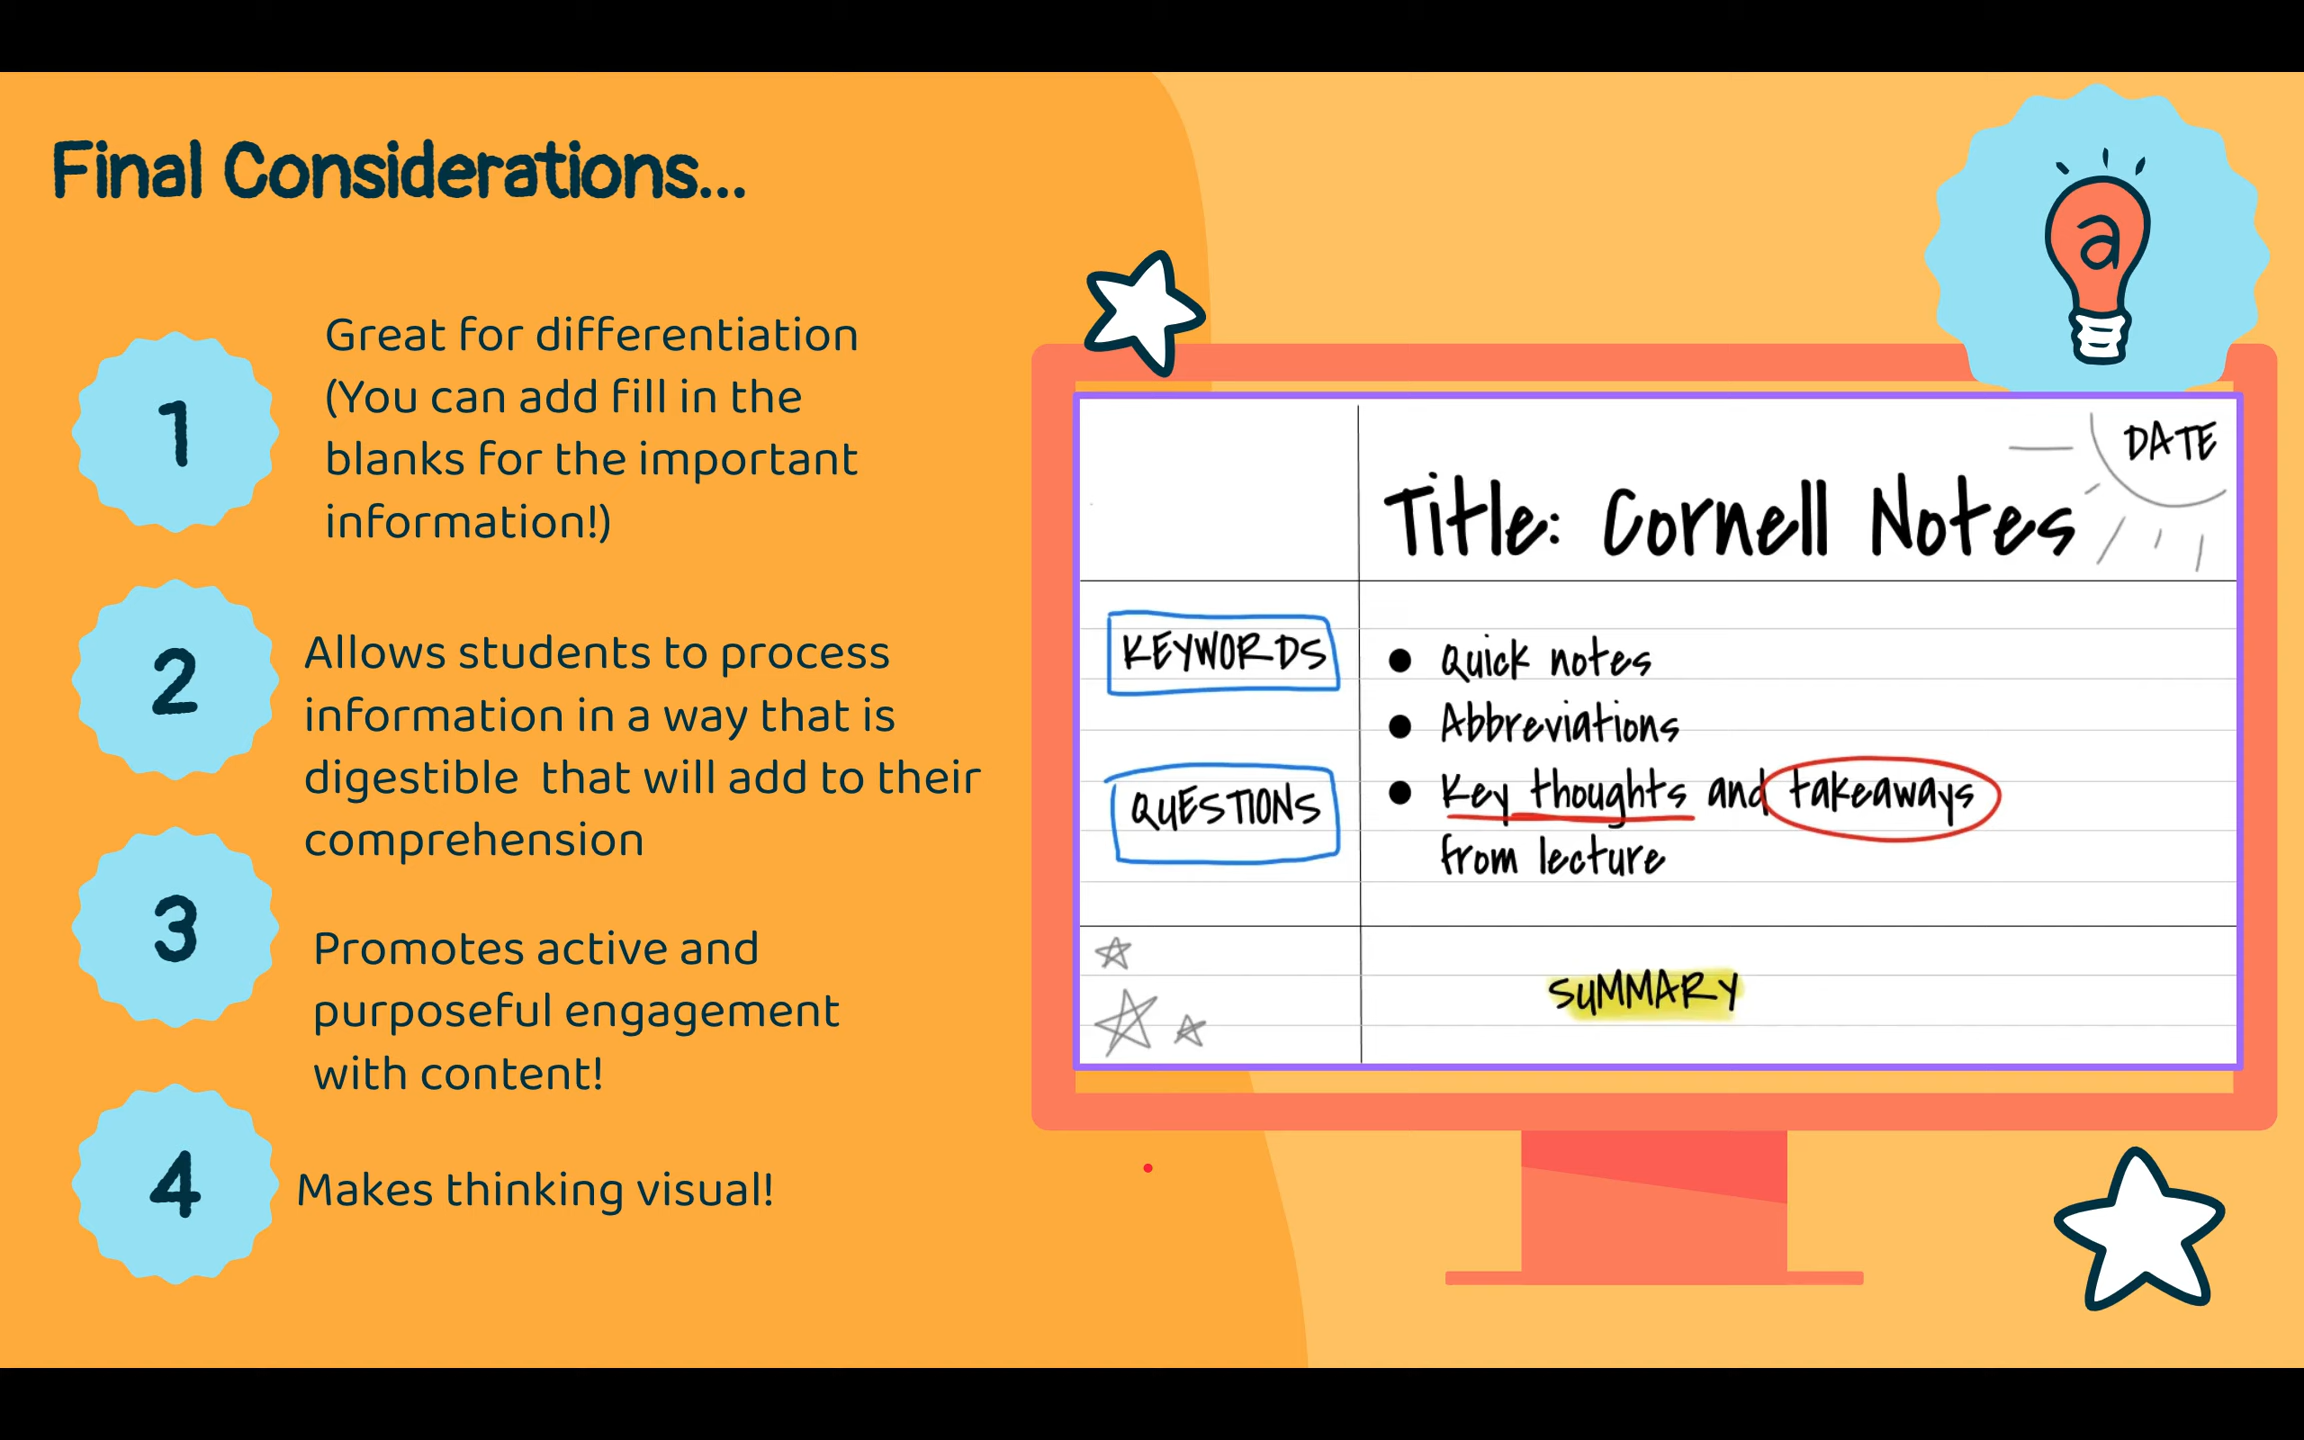 Final Considerations...
1
Great for differentiation
(You can add fill in the
blanks for the important
information!)
2
Allows students to process
information in a way that is
digestible  that will add to their
comprehension
3
Promotes active and
purposeful engagement
with content!
4
Makes thinking visual!
a
DATE
Title: Cornell Notes
KEYWORDS
QUESTIONS
● Quick notes
● Abbreviations
● Key thoughts and takeaways
from lecture
SUMMARY